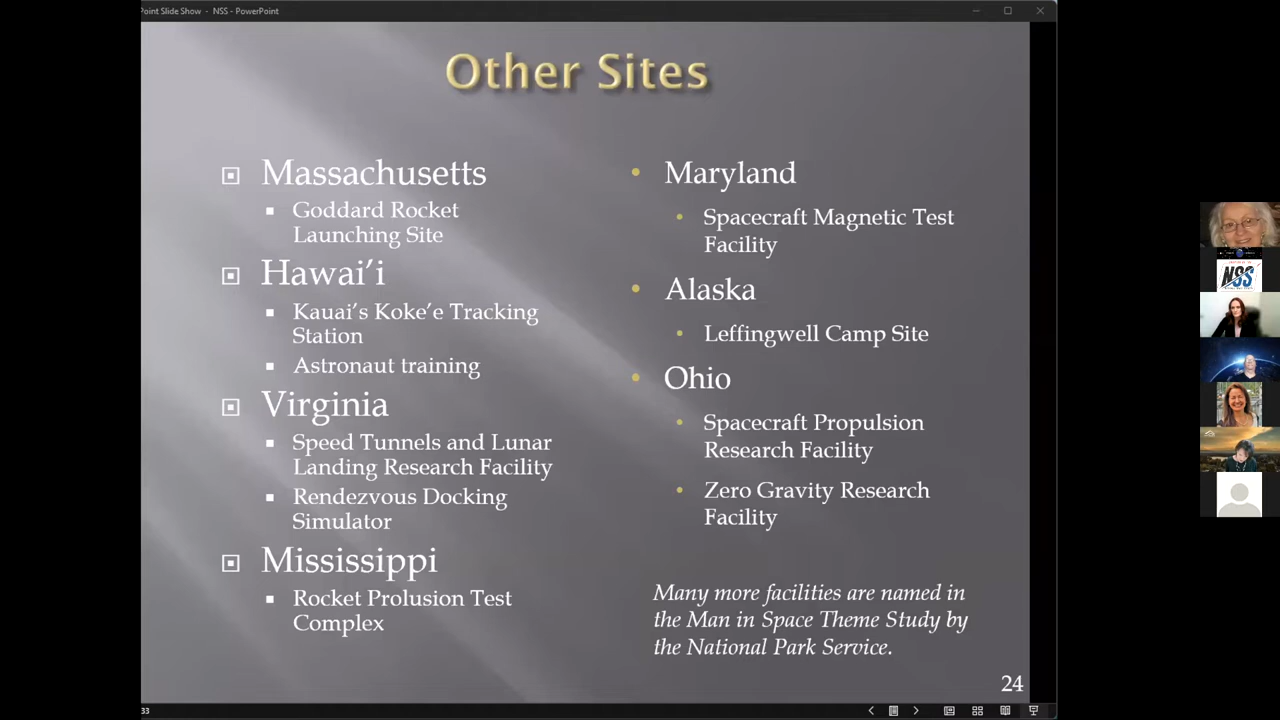 Point Slide Show - NSS - PowerPoint
Other Sites
Massachusetts
Goddard Rocket
Launching Site
Hawai’i
Kauai’s Koke’e Tracking
Station
Astronaut training
Virginia
Speed Tunnels and Lunar
Landing Research Facility
Rendezvous Docking
Simulator
Mississippi
Rocket Prolusion Test
Complex
Maryland
Spacecraft Magnetic Test
Facility
Alaska
Leffingwell Camp Site
Ohio
Spacecraft Propulsion
Research Facility
Zero Gravity Research
Facility
Many more facilities are named in
the Man in Space Theme Study by
the National Park Service.
24
33
NSS